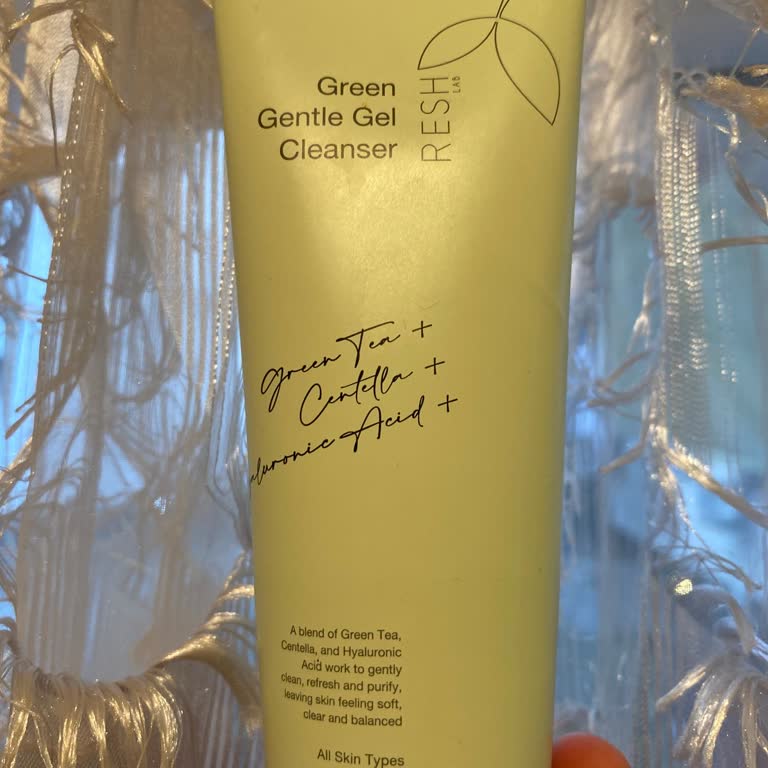 Green
Gentle Gel
Cleanser
RESH
LAB
Green Tea +
Centella +
aluronic Acid +
A blend of Green Tea,
Centella, and Hyaluronic
Acid work to gently
clean, refresh and purify,
leaving skin feeling soft,
clear and balanced
All Skin Types